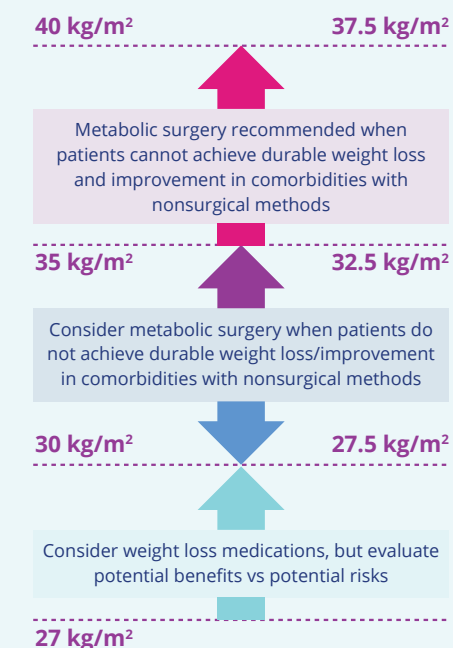 40 kg/m² 37.5 kg/m²
Metabolic surgery recommended when
patients cannot achieve durable weight loss
and improvement in comorbidities with
nonsurgical methods
35 kg/m² 32.5 kg/m²
Consider metabolic surgery when patients do
not achieve durable weight loss/improvement
in comorbidities with nonsurgical methods
30 kg/m² 27.5 kg/m²
Consider weight loss medications, but evaluate
potential benefits vs potential risks
27 kg/m²